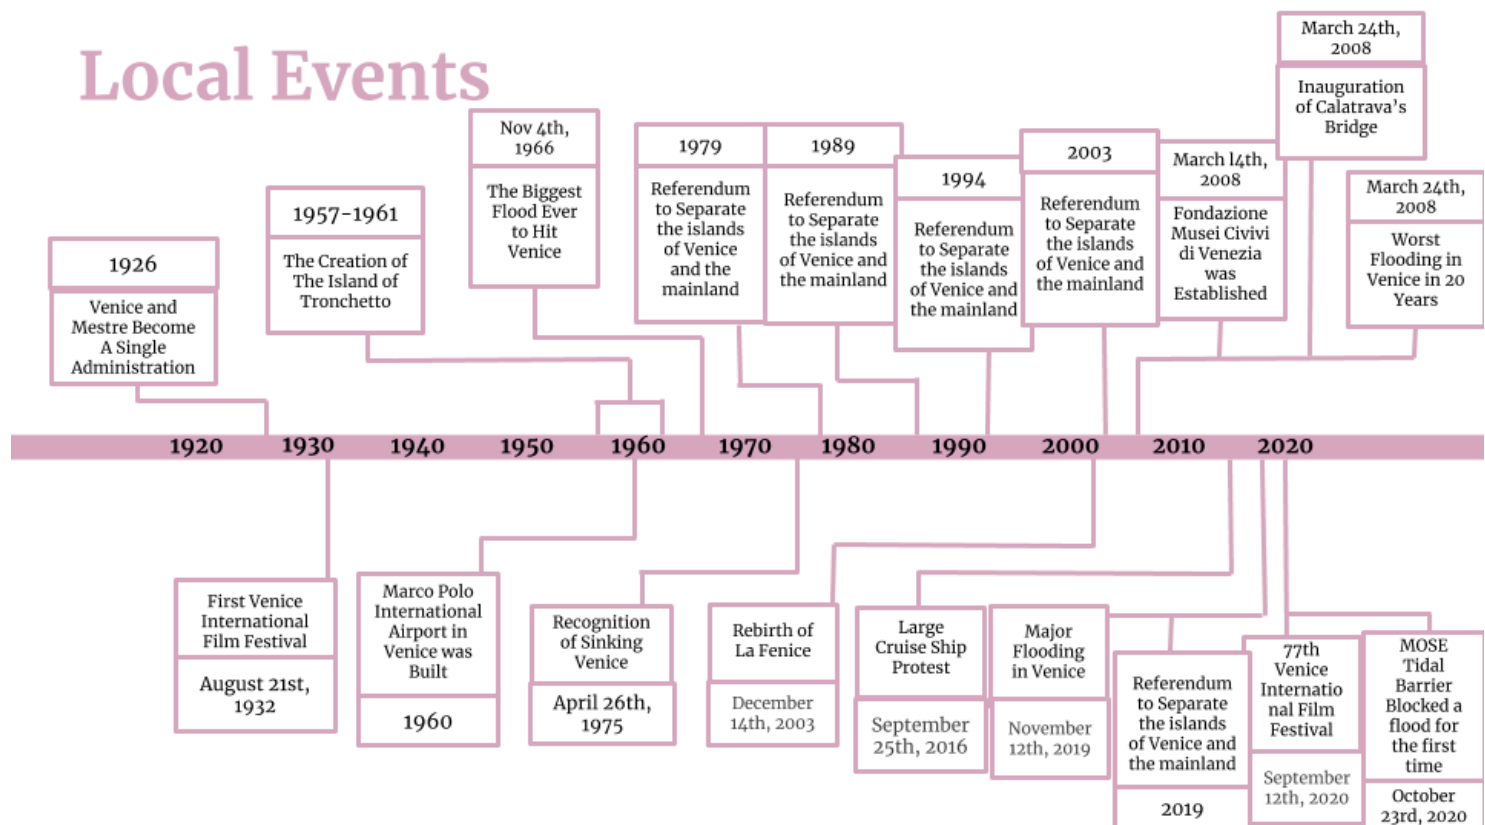 Local Events
1926
Venice and
Mestre Become
A Single
Administration
1957-1961
The Creation of
The Island of
Tronchetto
Nov 4th,
1966
The Biggest
Flood Ever
to Hit
Venice
1979
Referendum
to Separate
the islands
of Venice
and the
mainland
1989
Referendum
to Separate
the islands
of Venice and
the mainland
1994
Referendum
to Separate
the islands
of Venice and
the mainland
2003
Referendum
to Separate
the islands
of Venice and
the mainland
March l4th,
2008
Fondazione
Musei Civivi
di Venezia
was
Established
March 24th,
2008
Inauguration
of Calatrava's
Bridge
March 24th,
2008
Worst
Flooding in
Venice in 20
Years
1920 1930 1940 1950 1960 1970 1980 1990 2000 2010 2020
First Venice
International
Film Festival
August 21st,
1932
Marco Polo
International
Airport in
Venice was
Built
1960
Recognition
of Sinking
Venice
April 26th,
1975
Rebirth of
La Fenice
December
14th, 2003
Large
Cruise Ship
Protest
September
25th, 2016
Major
Flooding
in Venice
November
12th, 2019
Referendum
to Separate
the islands
of Venice and
the mainland
2019
77th
Venice
Internatio
nal Film
Festival
September
12th, 2020
MOSE
Tidal
Barrier
Blocked a
flood for
the first
time
October
23rd, 2020